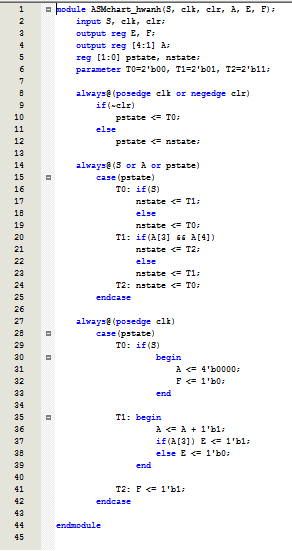 1 module ASMchart_hwanh(S, clk, clr, A, E, F);
2 input S, clk, clr;
3 output reg E, F;
4 output reg [4:1] A;
5 reg [1:0] pstate, nstate;
6 parameter T0=2'b00, T1=2'b01, T2=2'b11;
7
8 always@(posedge clk or negedge clr)
9 if(~clr)
10 pstate <= T0;
11 else
12 pstate <= nstate;
13
14 always@(S or A or pstate)
15 case(pstate)
16 T0: if(S)
17 nstate <= T1;
18 else
19 nstate <= T0;
20 T1: if(A[3] && A[4])
21 nstate <= T2;
22 else
23 nstate <= T1;
24 T2: nstate <= T0;
25 endcase
26
27 always@(posedge clk)
28 case(pstate)
29 T0: if(S)
30 begin
31 A <= 4'b0000;
32 F <= 1'b0;
33 end
34
35 T1: begin
36 A <= A + 1'b1;
37 if(A[3]) E <= 1'b1;
38 else E <= 1'b0;
39 end
40
41 T2: F <= 1'b1;
42 endcase
43
44 endmodule
45